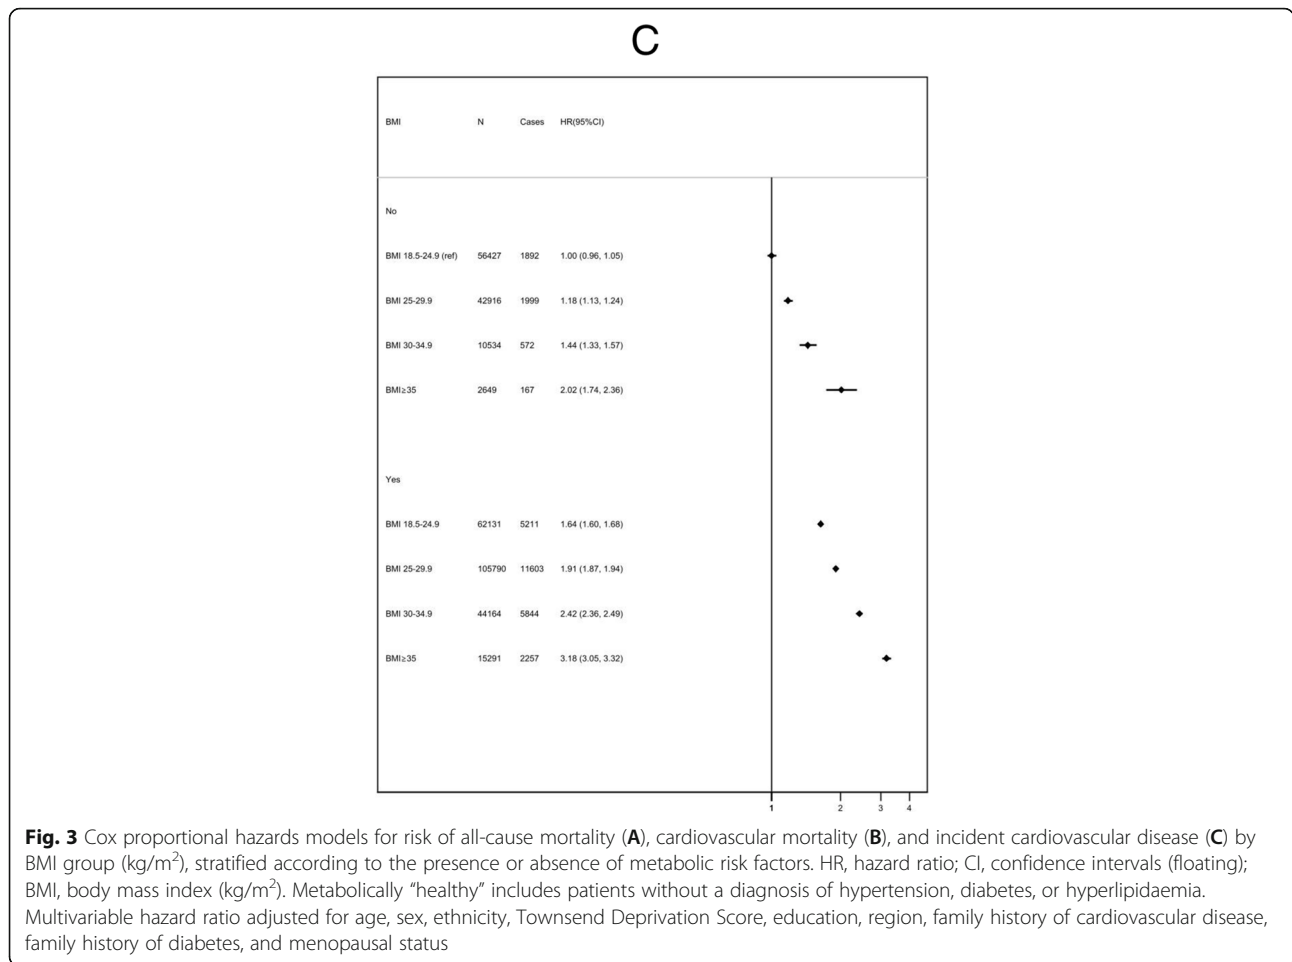 C
BMI N Cases HR(95%CI)
No
BMI 18.5-24.9 (ref) 56427 1892 1.00 (0.96, 1.05)
BMI 25-29.9 42916 1999 1.18 (1.13, 1.24)
BMI 30-34.9 10534 572 1.44 (1.33, 1.57)
BMI≥35 2649 167 2.02 (1.74, 2.36)
Yes
BMI 18.5-24.9 62131 5211 1.64 (1.60, 1.68)
BMI 25-29.9 105790 11603 1.91 (1.87, 1.94)
BMI 30-34.9 44164 5844 2.42 (2.36, 2.49)
BMI≥35 15291 2257 3.18 (3.05, 3.32)
1 2 3 4
Fig. 3 Cox proportional hazards models for risk of all-cause mortality (A), cardiovascular mortality (B), and incident cardiovascular disease (C) by
BMI group (kg/m²), stratified according to the presence or absence of metabolic risk factors. HR, hazard ratio; CI, confidence intervals (floating);
BMI, body mass index (kg/m²). Metabolically “healthy” includes patients without a diagnosis of hypertension, diabetes, or hyperlipidaemia.
Multivariable hazard ratio adjusted for age, sex, ethnicity, Townsend Deprivation Score, education, region, family history of cardiovascular disease,
family history of diabetes, and menopausal status